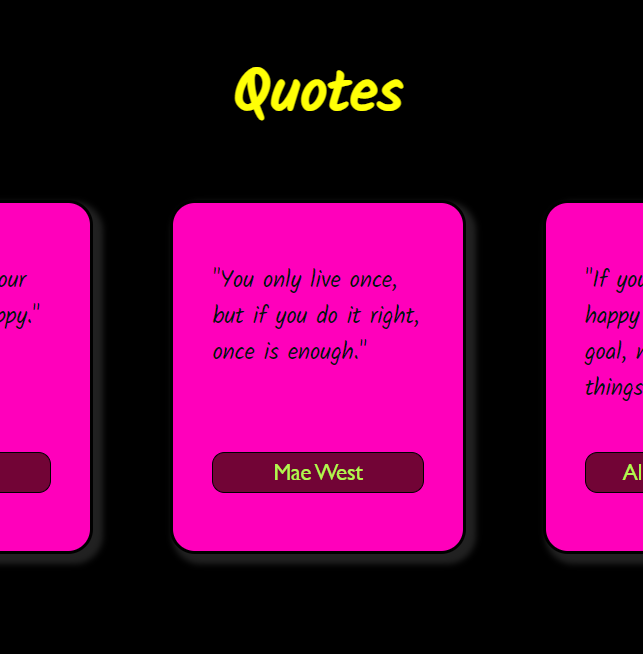 Quotes
our
ppy."
"You only live once,
but if you do it right,
once is enough."
Mae West
"If you
happy
goal,
things
Al